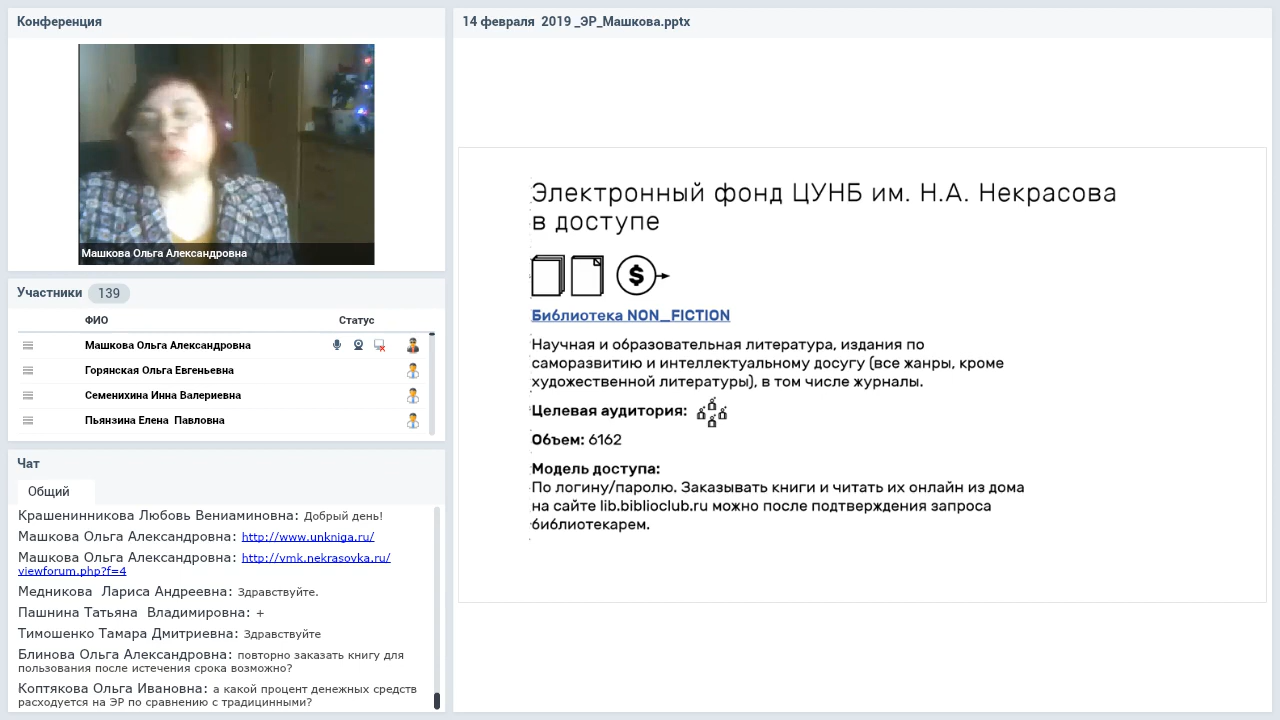 Конференция
Машкова Ольга Александровна
Участники 139
ФИО Статус
Машкова Ольга Александровна
Горянская Ольга Евгеньевна
Семенихина Инна Валериевна
Пьянзина Елена Павловна
Чат
Общий
Крашенинникова Любовь Вениаминовна: Добрый день!
Машкова Ольга Александровна: http://www.unkniga.ru/
Машкова Ольга Александровна: http://vmk.nekrasovka.ru/
viewforum.php?f=4
Медникова Лариса Андреевна: Здравствуйте.
Пашнина Татьяна Владимировна: +
Тимошенко Тамара Дмитриевна: Здравствуйте
Блинова Ольга Александровна: повторно заказать книгу для
пользования после истечения срока возможно?
Коптякова Ольга Ивановна: а какой процент денежных средств
расходуется на ЭР по сравнению с традицинными?
14 февраля 2019 _ЭР_Машкова.pptx
Электронный фонд ЦУНБ им. Н.А. Некрасова
в доступе
$
Библиотека NON_FICTION
Научная и образовательная литература, издания по
саморазвитию и интеллектуальному досугу (все жанры, кроме
художественной литературы), в том числе журналы.
Целевая аудитория:
Объем: 6162
Модель доступа:
По логину/паролю. Заказывать книги и читать их онлайн из дома
на сайте lib.biblioclub.ru можно после подтверждения запроса
библиотекарем.